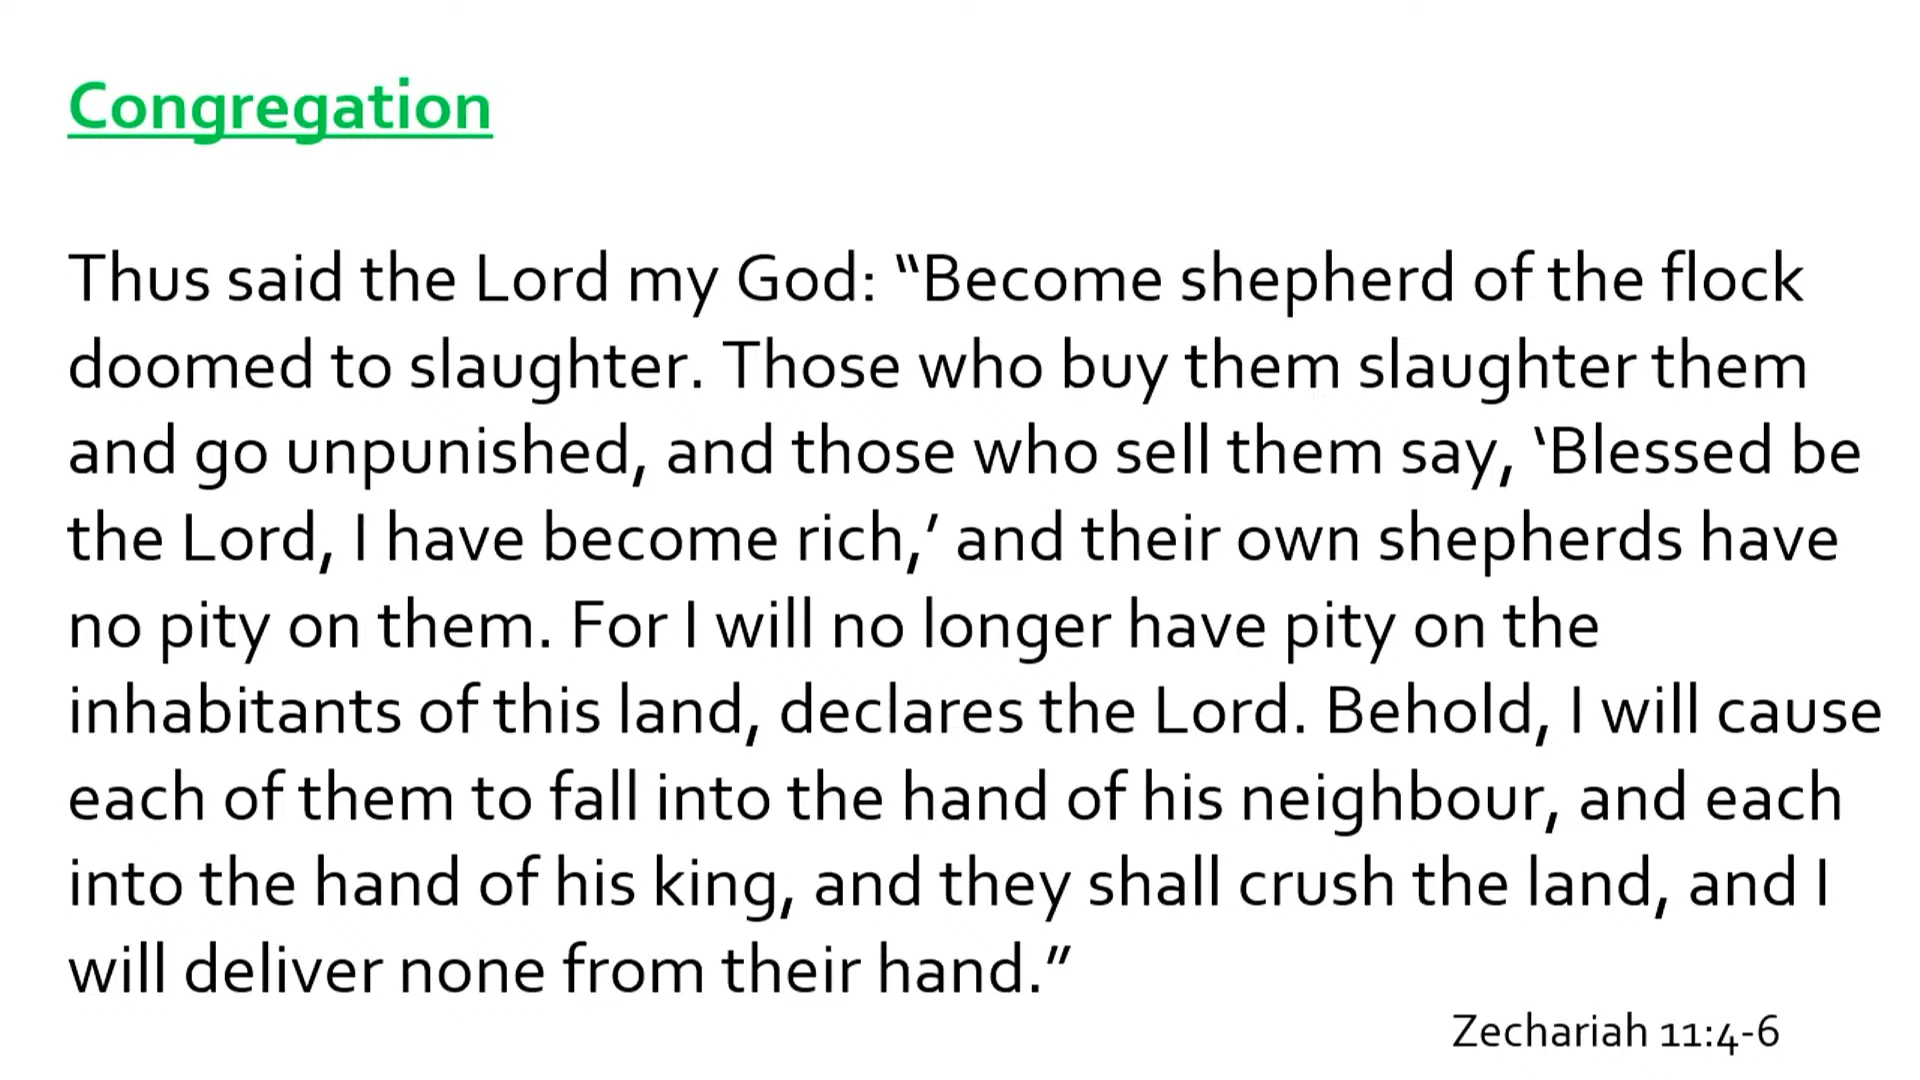 Congregation
Thus said the Lord my God: “Become shepherd of the flock
doomed to slaughter. Those who buy them slaughter them
and go unpunished, and those who sell them say, ‘Blessed be
the Lord, I have become rich,’ and their own shepherds have
no pity on them. For I will no longer have pity on the
inhabitants of this land, declares the Lord. Behold, I will cause
each of them to fall into the hand of his neighbour, and each
into the hand of his king, and they shall crush the land, and I
will deliver none from their hand.”
Zechariah 11:4-6